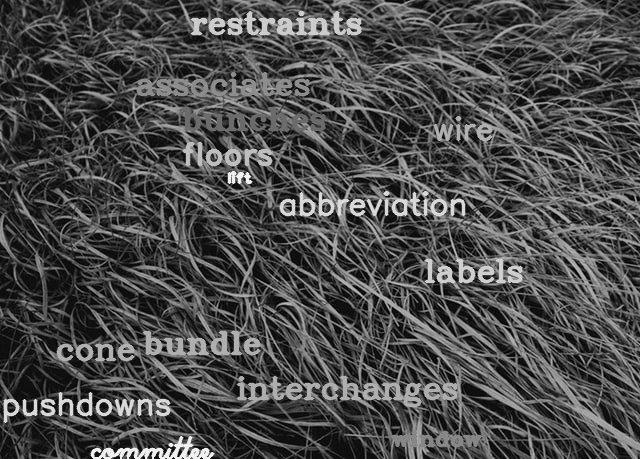 restraints
associates
bunches
wire
floors
lift
abbreviation
labels
cone bundle
interchanges
pushdowns
window
committee